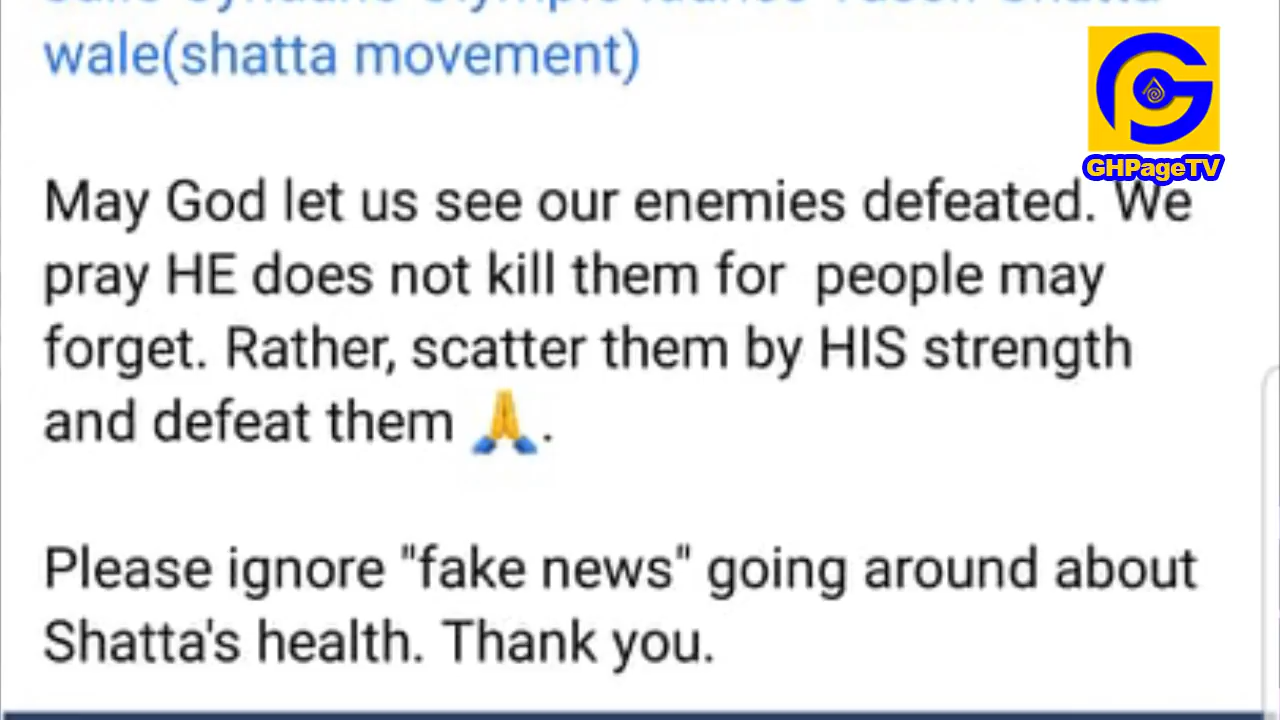 wale(shatta movement)
GHPageTV
May God let us see our enemies defeated. We
pray HE does not kill them for people may
forget. Rather, scatter them by HIS strength
and defeat them 🙏.
Please ignore "fake news" going around about
Shatta's health. Thank you.